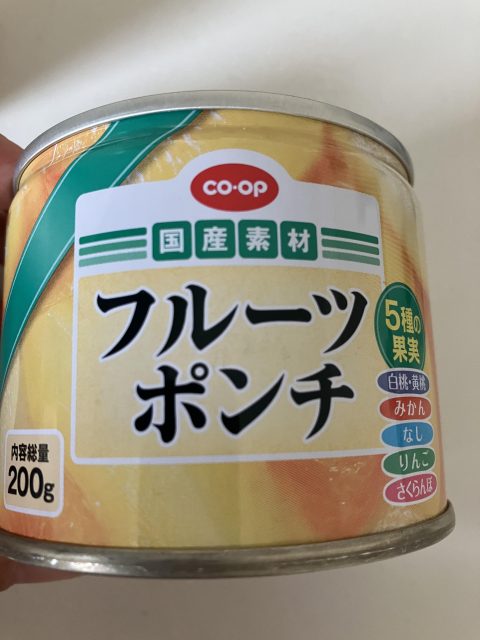 CO・OP
国産素材
フルーツ
ポンチ
5種の
果実
白桃・黄桃
みかん
なし
りんご
さくらんぼ
内容総量
200g